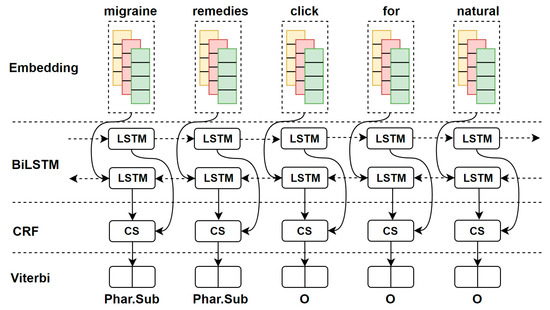 migraine remedies click for natural
Embedding
LSTM LSTM LSTM LSTM LSTM
BiLSTM
LSTM LSTM LSTM LSTM LSTM
CRF CS CS CS CS CS
Viterbi
Phar.Sub Phar.Sub O O O